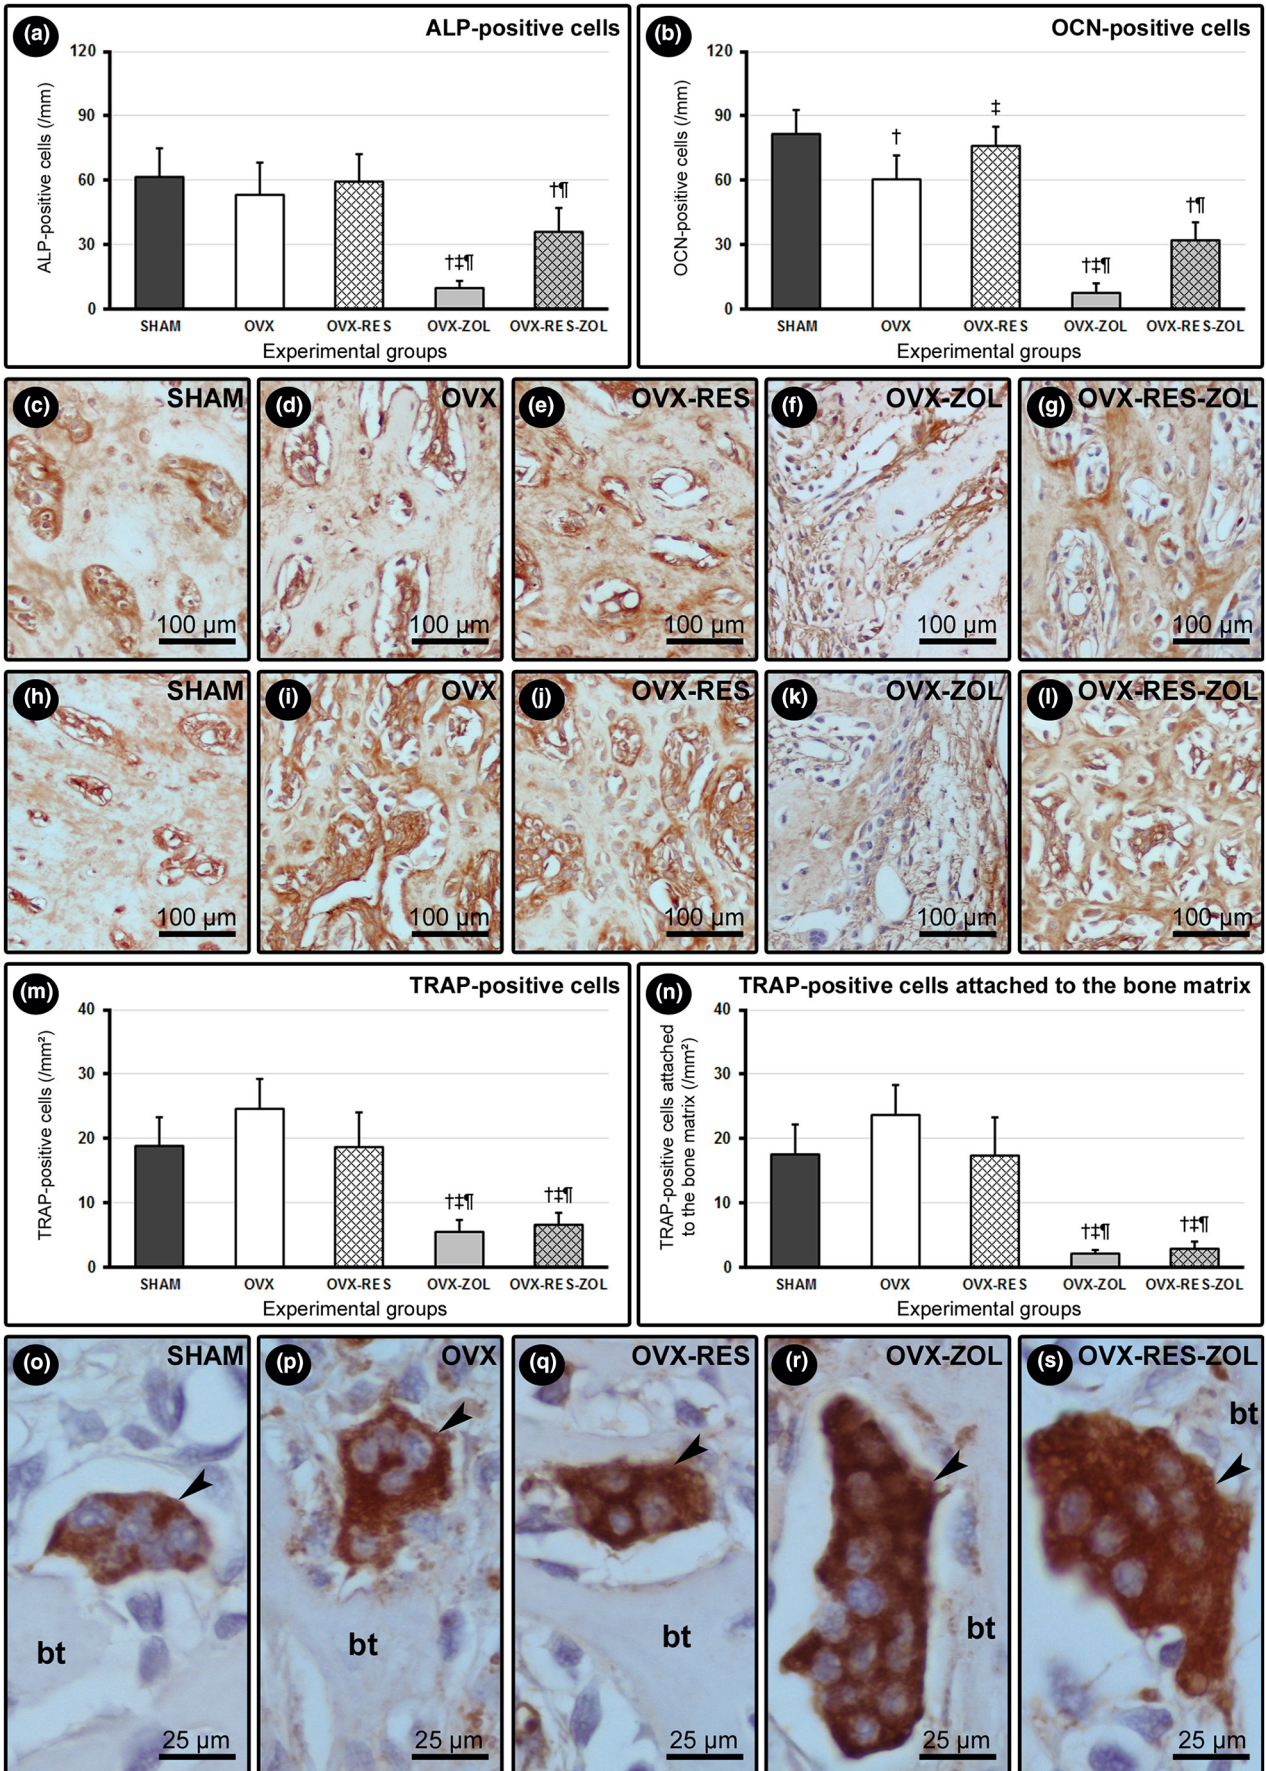 (a)
ALP-positive cells
ALP-positive cells (/mm)
120
90
60
30
0
†‡¶
†¶
SHAM OVX OVX-RES OVX-ZOL OVX-RES-ZOL
Experimental groups
(b)
OCN-positive cells
OCN-positive cells (/mm)
120
90
60
30
0
†
‡
†‡¶
†¶
SHAM OVX OVX-RES OVX-ZOL OVX-RES-ZOL
Experimental groups
(c) SHAM
100 µm
(d) OVX
100 µm
(e) OVX-RES
100 µm
(f) OVX-ZOL
100 µm
(g) OVX-RES-ZOL
100 µm
(h) SHAM
100 µm
(i) OVX
100 µm
(j) OVX-RES
100 µm
(k) OVX-ZOL
100 µm
(l) OVX-RES-ZOL
100 µm
(m)
TRAP-positive cells
TRAP-positive cells (/mm²)
40
30
20
10
0
†‡¶
†‡¶
SHAM OVX OVX-RES OVX-ZOL OVX-RES-ZOL
Experimental groups
(n)
TRAP-positive cells attached to the bone matrix
TRAP-positive cells attached
to the bone matrix (/mm²)
40
30
20
10
0
†‡¶
†‡¶
SHAM OVX OVX-RES OVX-ZOL OVX-RES-ZOL
Experimental groups
(o) SHAM
bt
25 µm
(p) OVX
bt
25 µm
(q) OVX-RES
bt
25 µm
(r) OVX-ZOL
bt
25 µm
(s) OVX-RES-ZOL
bt
25 µm